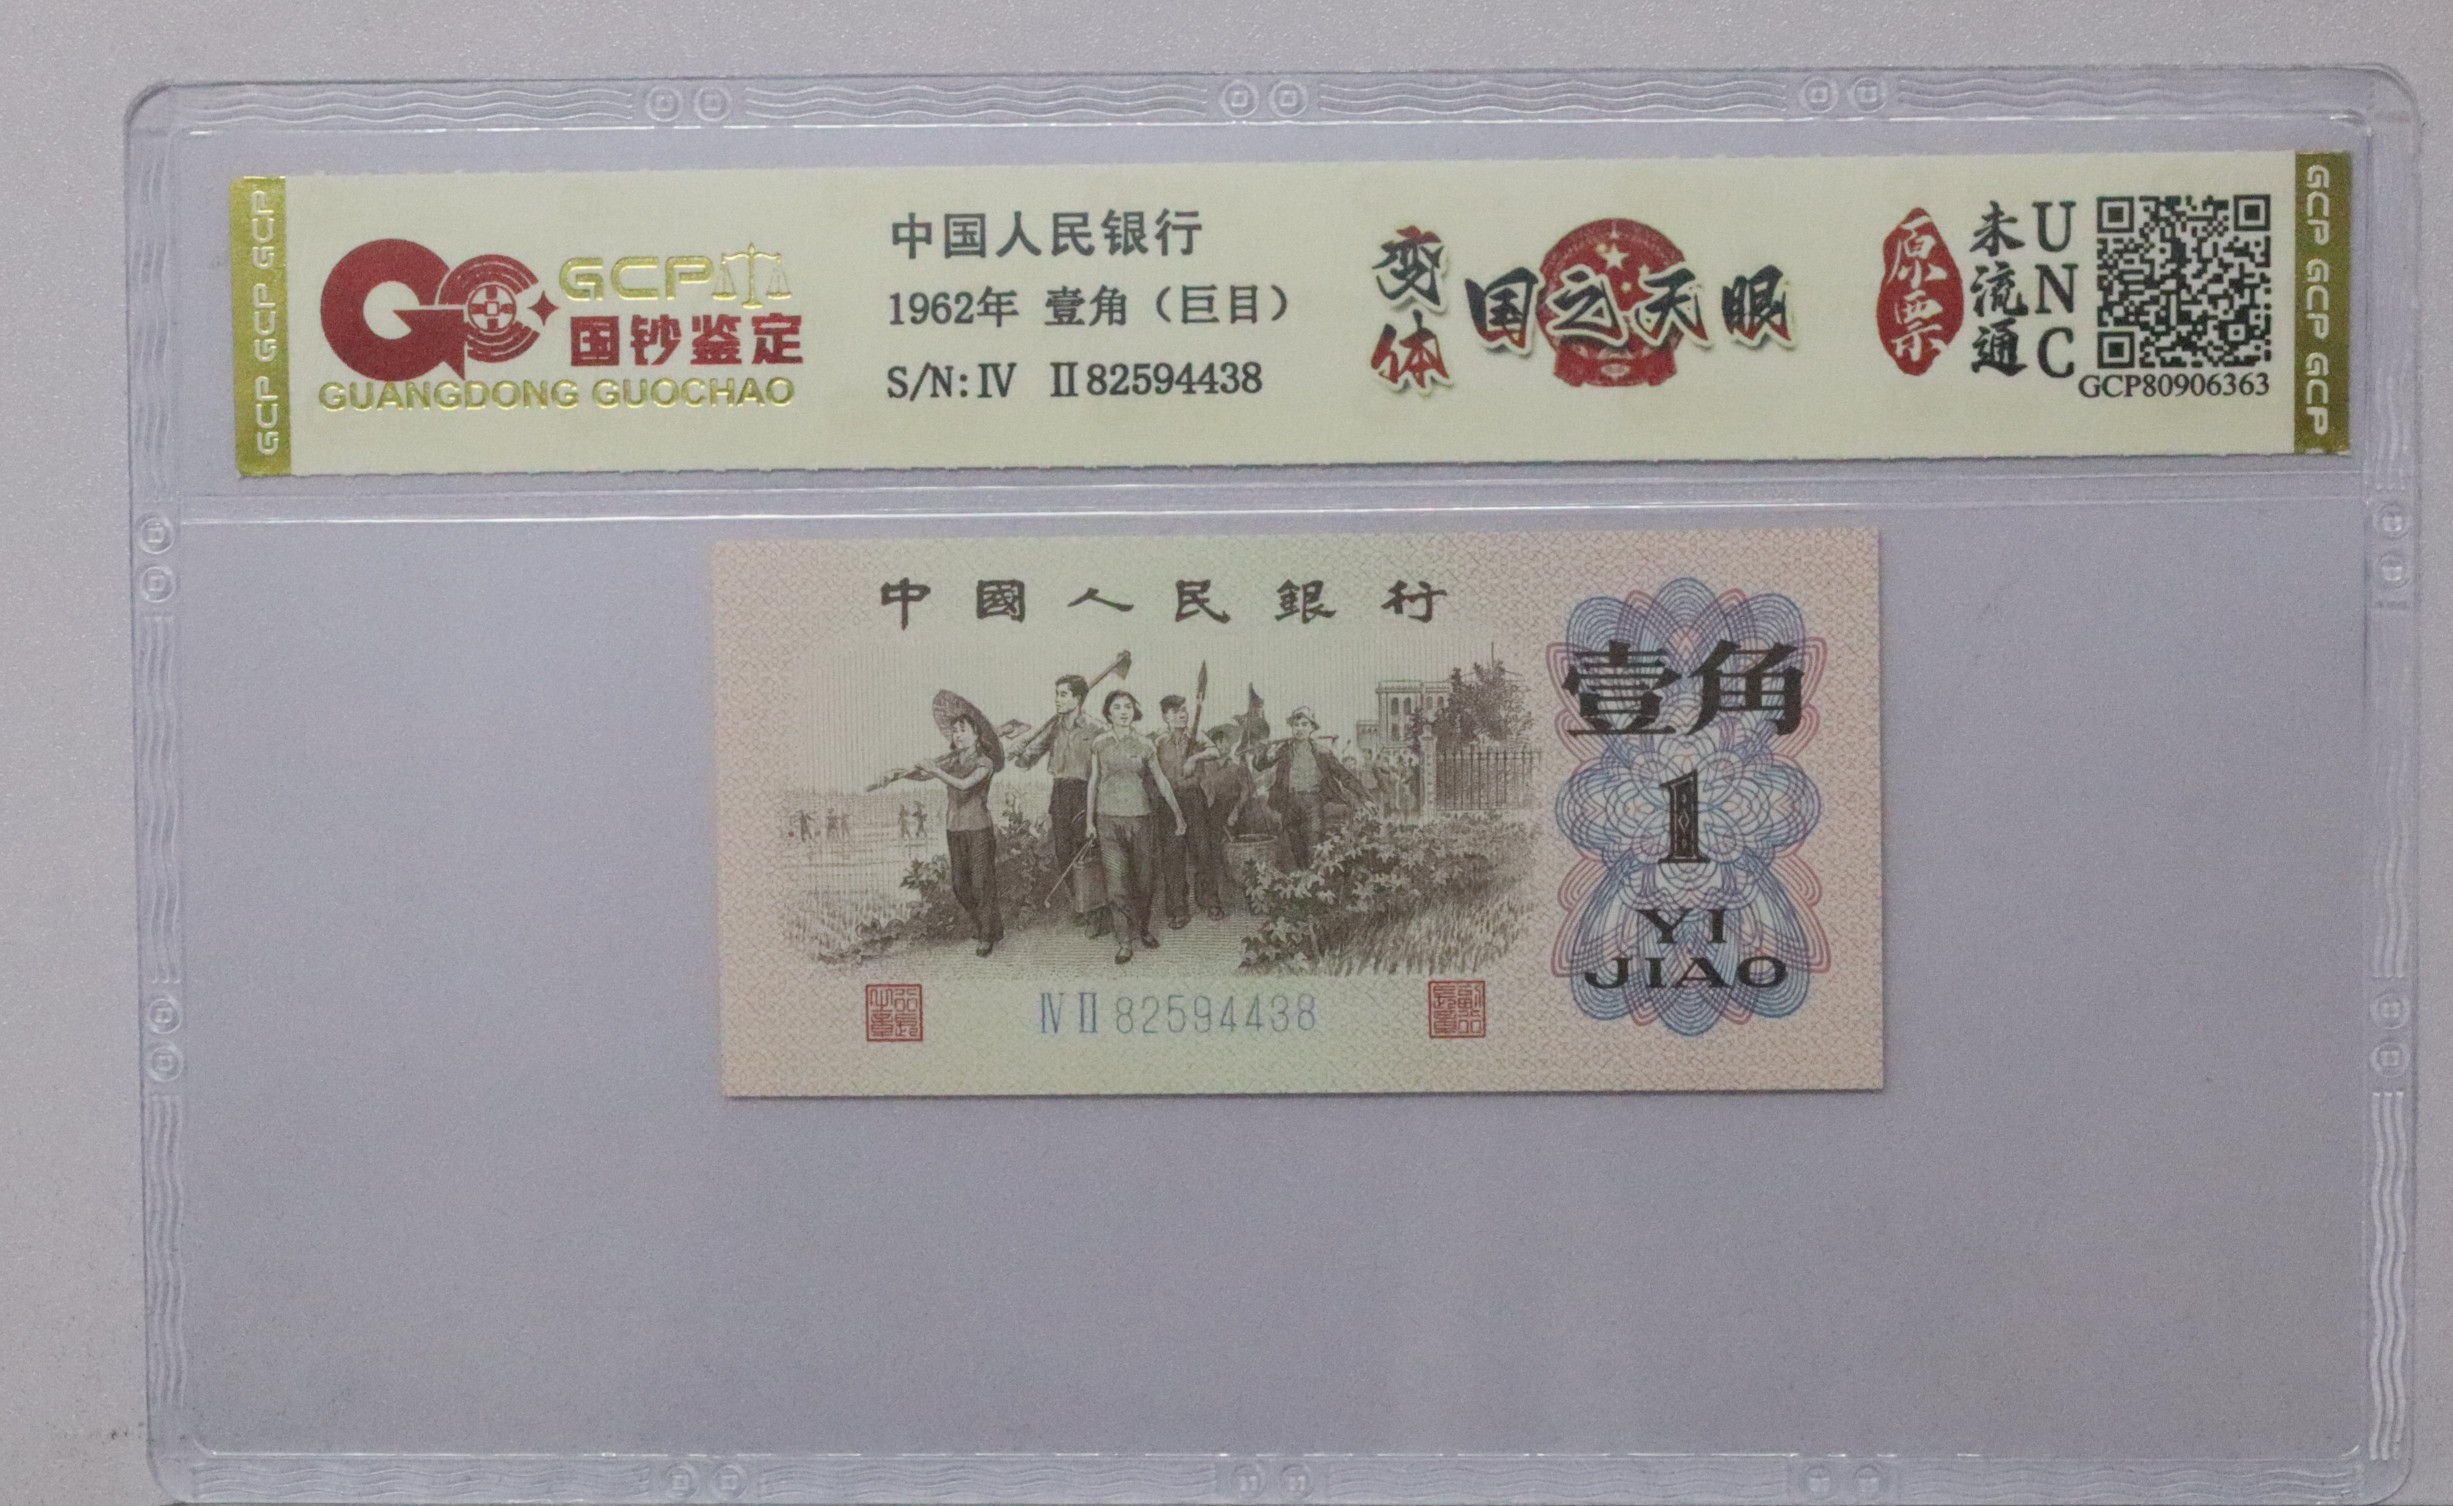 GCP GCP GCP
GCP
国钞鉴定
GUANGDONG GUOCHAO
中国人民银行
1962年 壹角（巨目）
S/N:Ⅳ Ⅱ82594438
变体
国之天眼
原票
未流通
UNC
GCP80906363
GCP GCP GCP
中國人民銀行
壹角
1
YI
JIAO
ⅣⅡ82594438